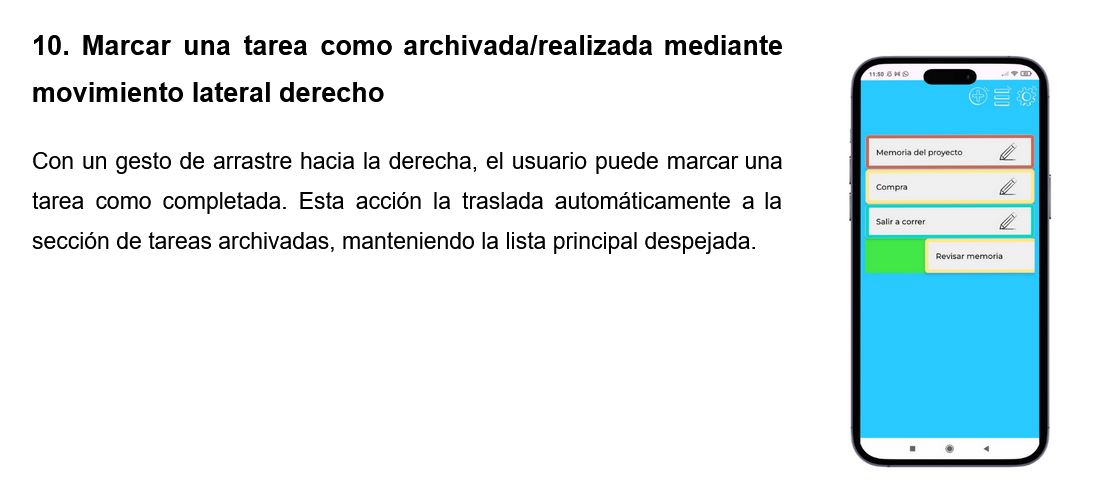 10. Marcar una tarea como archivada/realizada mediante
movimiento lateral derecho
Con un gesto de arrastre hacia la derecha, el usuario puede marcar una
tarea como completada. Esta acción la traslada automáticamente a la
sección de tareas archivadas, manteniendo la lista principal despejada.
11:50
Memoria del proyecto
Compra
Salir a correr
Revisar memoria